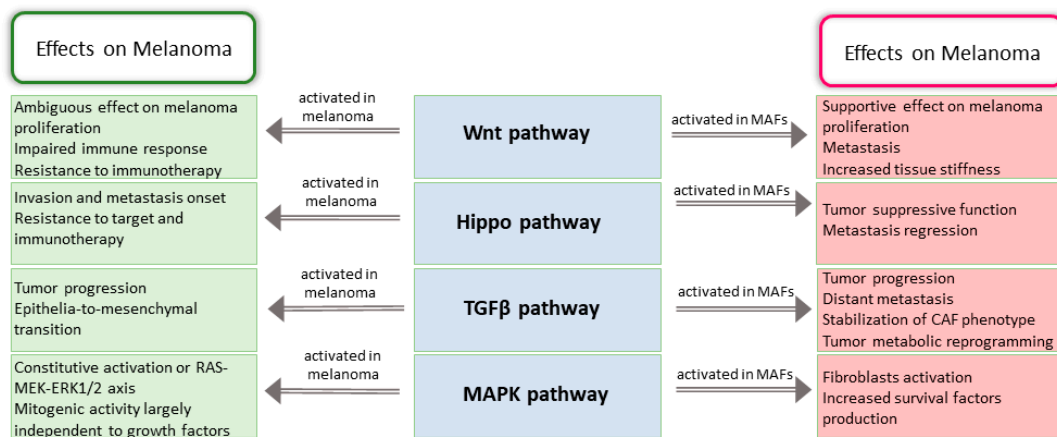 Effects on Melanoma
Effects on Melanoma
Ambiguous effect on melanoma
proliferation
Impaired immune response
Resistance to immunotherapy
activated in
melanoma
Wnt pathway
activated in MAFs
Supportive effect on melanoma
proliferation
Metastasis
Increased tissue stiffness
Invasion and metastasis onset
Resistance to target and
immunotherapy
activated in
melanoma
Hippo pathway
activated in MAFs
Tumor suppressive function
Metastasis regression
Tumor progression
Epithelia-to-mesenchymal
transition
activated in
melanoma
TGFβ pathway
activated in MAFs
Tumor progression
Distant metastasis
Stabilization of CAF phenotype
Tumor metabolic reprogramming
Constitutive activation or RAS-
MEK-ERK1/2 axis
Mitogenic activity largely
independent to growth factors
activated in
melanoma
MAPK pathway
activated in MAFs
Fibroblasts activation
Increased survival factors
production